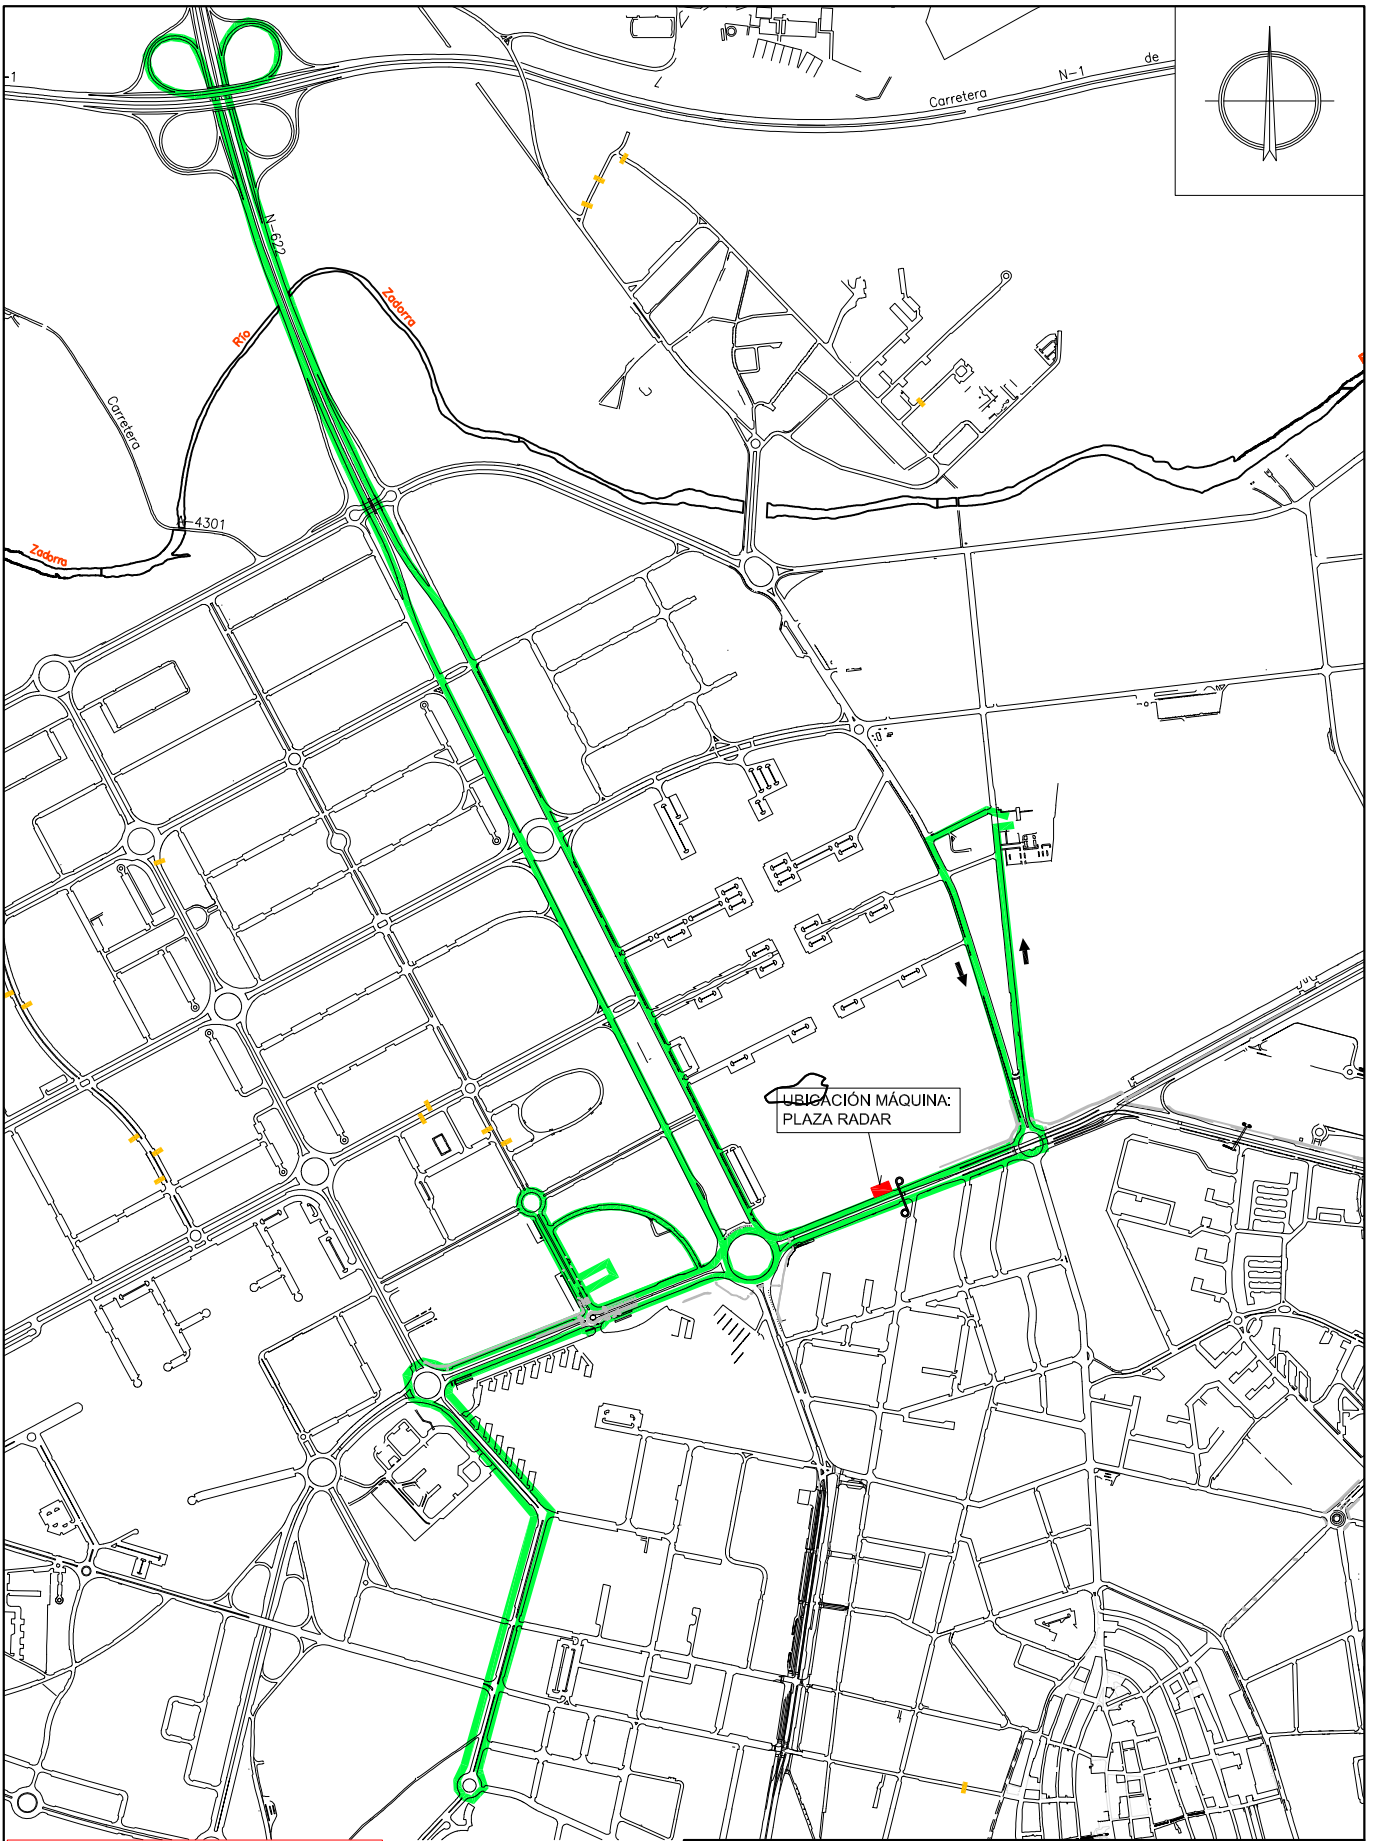 -1
Carretera
N-1
de
N-622
Zadorra
Río
Carretera
-4301
Zadorra
UBICACIÓN MÁQUINA:
PLAZA RADAR